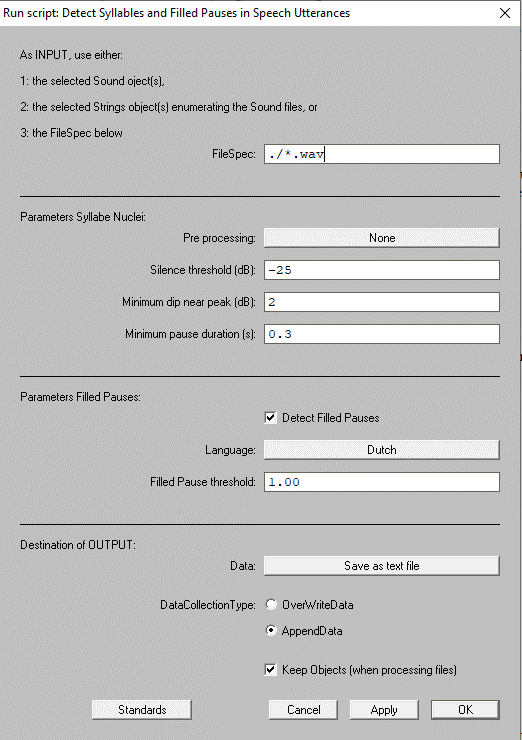 Run script: Detect Syllables and Filled Pauses in Speech Utterances
As INPUT, use either:
1: the selected Sound oject(s),
2: the selected Strings object(s) enumerating the Sound files, or
3: the FileSpec below
FileSpec: ./*.wav
Parameters Syllabe Nuclei:
Pre processing: None
Silence threshold (dB): -25
Minimum dip near peak (dB): 2
Minimum pause duration (s): 0.3
Parameters Filled Pauses:
Detect Filled Pauses
Language: Dutch
Filled Pause threshold: 1.00
Destination of OUTPUT:
Data: Save as text file
DataCollectionType: OverWriteData
AppendData
Keep Objects (when processing files)
Standards Cancel Apply OK